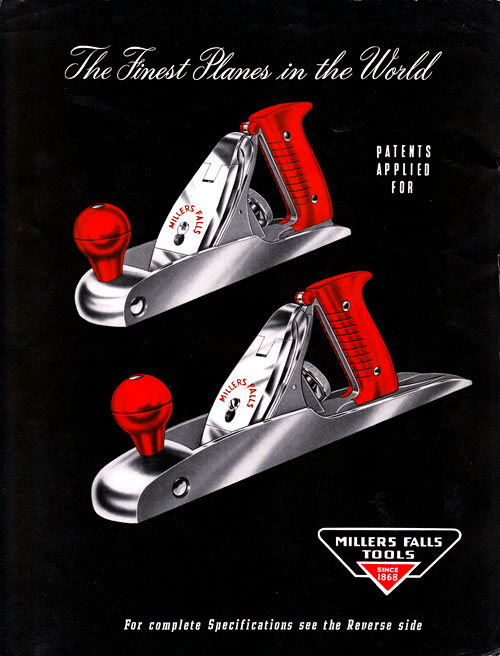 The Finest Planes in the World
PATENTS
APPLIED
FOR
MILLERS FALLS
MILLERS FALLS
MILLERS FALLS
TOOLS
SINCE
1868
For complete Specifications see the Reverse side